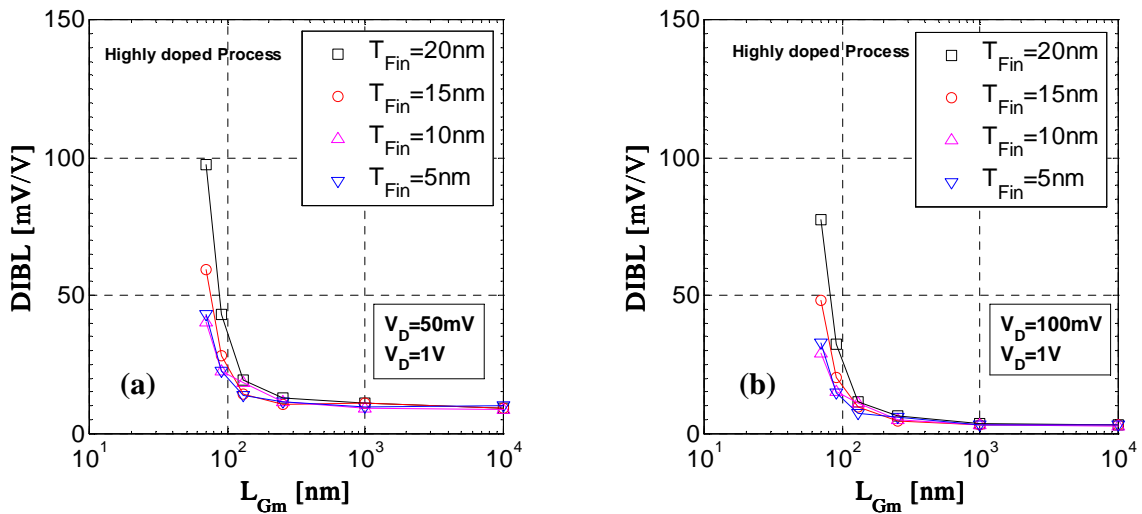 150
100
50
0
DIBL [mV/V]
Highly doped Process
T_Fin=20nm
T_Fin=15nm
T_Fin=10nm
T_Fin=5nm
V_D=50mV
V_D=1V
(a)
10^1 10^2 10^3 10^4
L_Gm [nm]
150
100
50
0
DIBL [mV/V]
Highly doped Process
T_Fin=20nm
T_Fin=15nm
T_Fin=10nm
T_Fin=5nm
V_D=100mV
V_D=1V
(b)
10^1 10^2 10^3 10^4
L_Gm [nm]